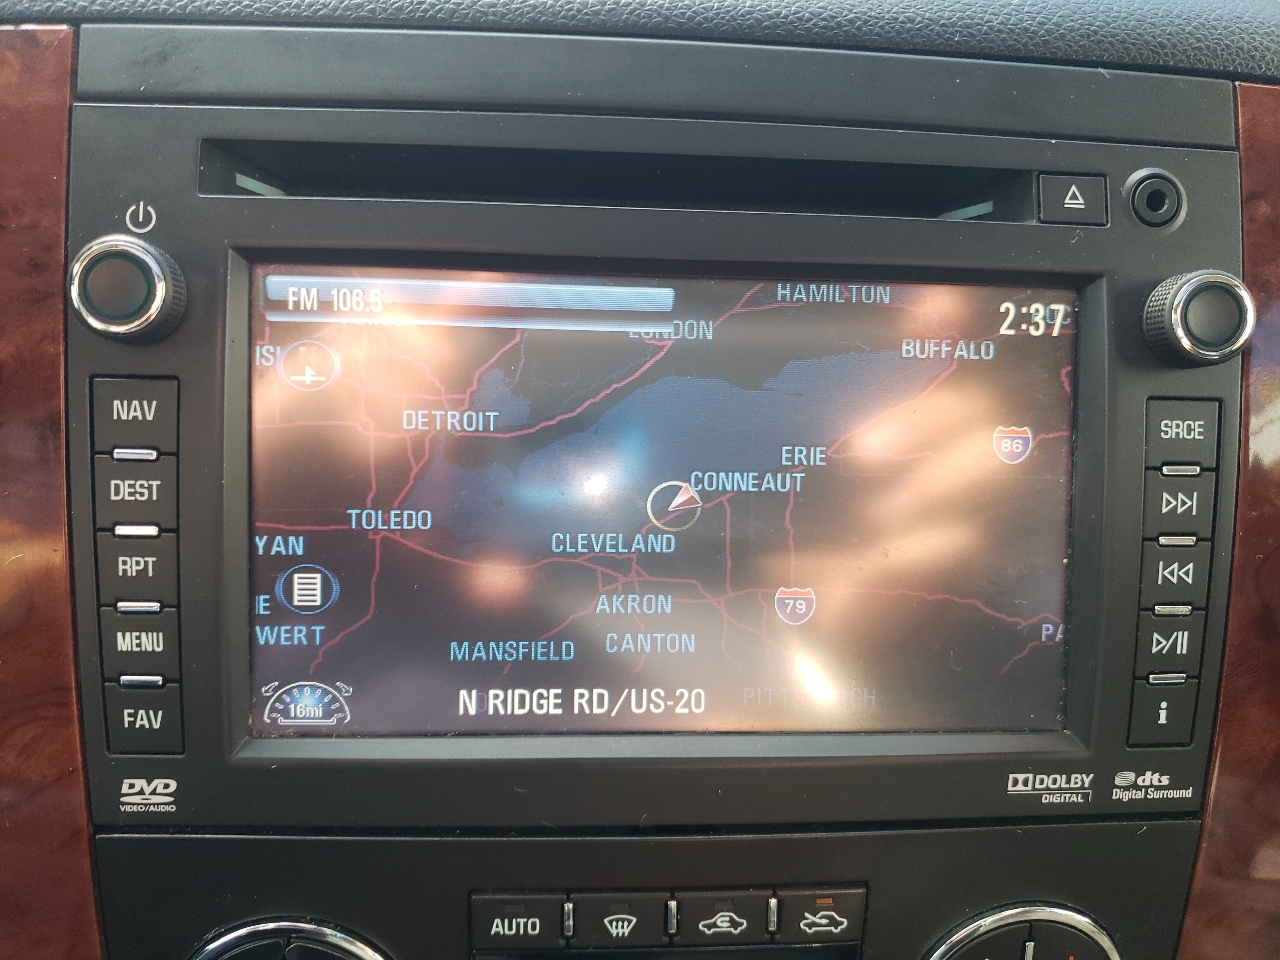 FM 106.5
HAMILTON
2:37
LONDON
BUFFALO
DETROIT
ERIE
86
CONNEAUT
TOLEDO
CLEVELAND
YAN
AKRON
79
WERT
MANSFIELD
CANTON
PA
16mi
N RIDGE RD/US-20
NAV
DEST
RPT
MENU
FAV
SRCE
i
DVD
VIDEO/AUDIO
DOLBY
DIGITAL
dts
Digital Surround
AUTO